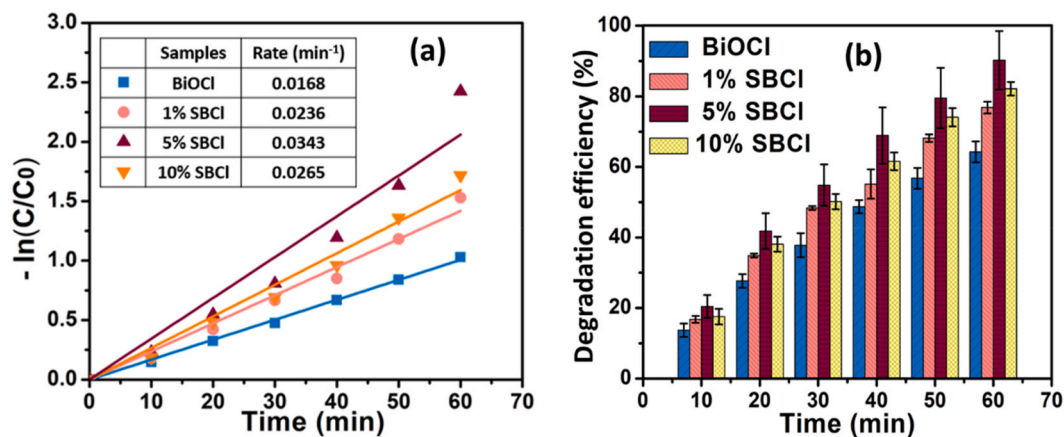 (a)
Samples Rate (min-1)
BiOCl 0.0168
1% SBCl 0.0236
5% SBCl 0.0343
10% SBCl 0.0265
- ln(C/C0)
3.0
2.5
2.0
1.5
1.0
0.5
0.0
0 10 20 30 40 50 60 70
Time (min)
(b)
BiOCl
1% SBCl
5% SBCl
10% SBCl
Degradation efficiency (%)
100
80
60
40
20
0
0 10 20 30 40 50 60 70
Time (min)